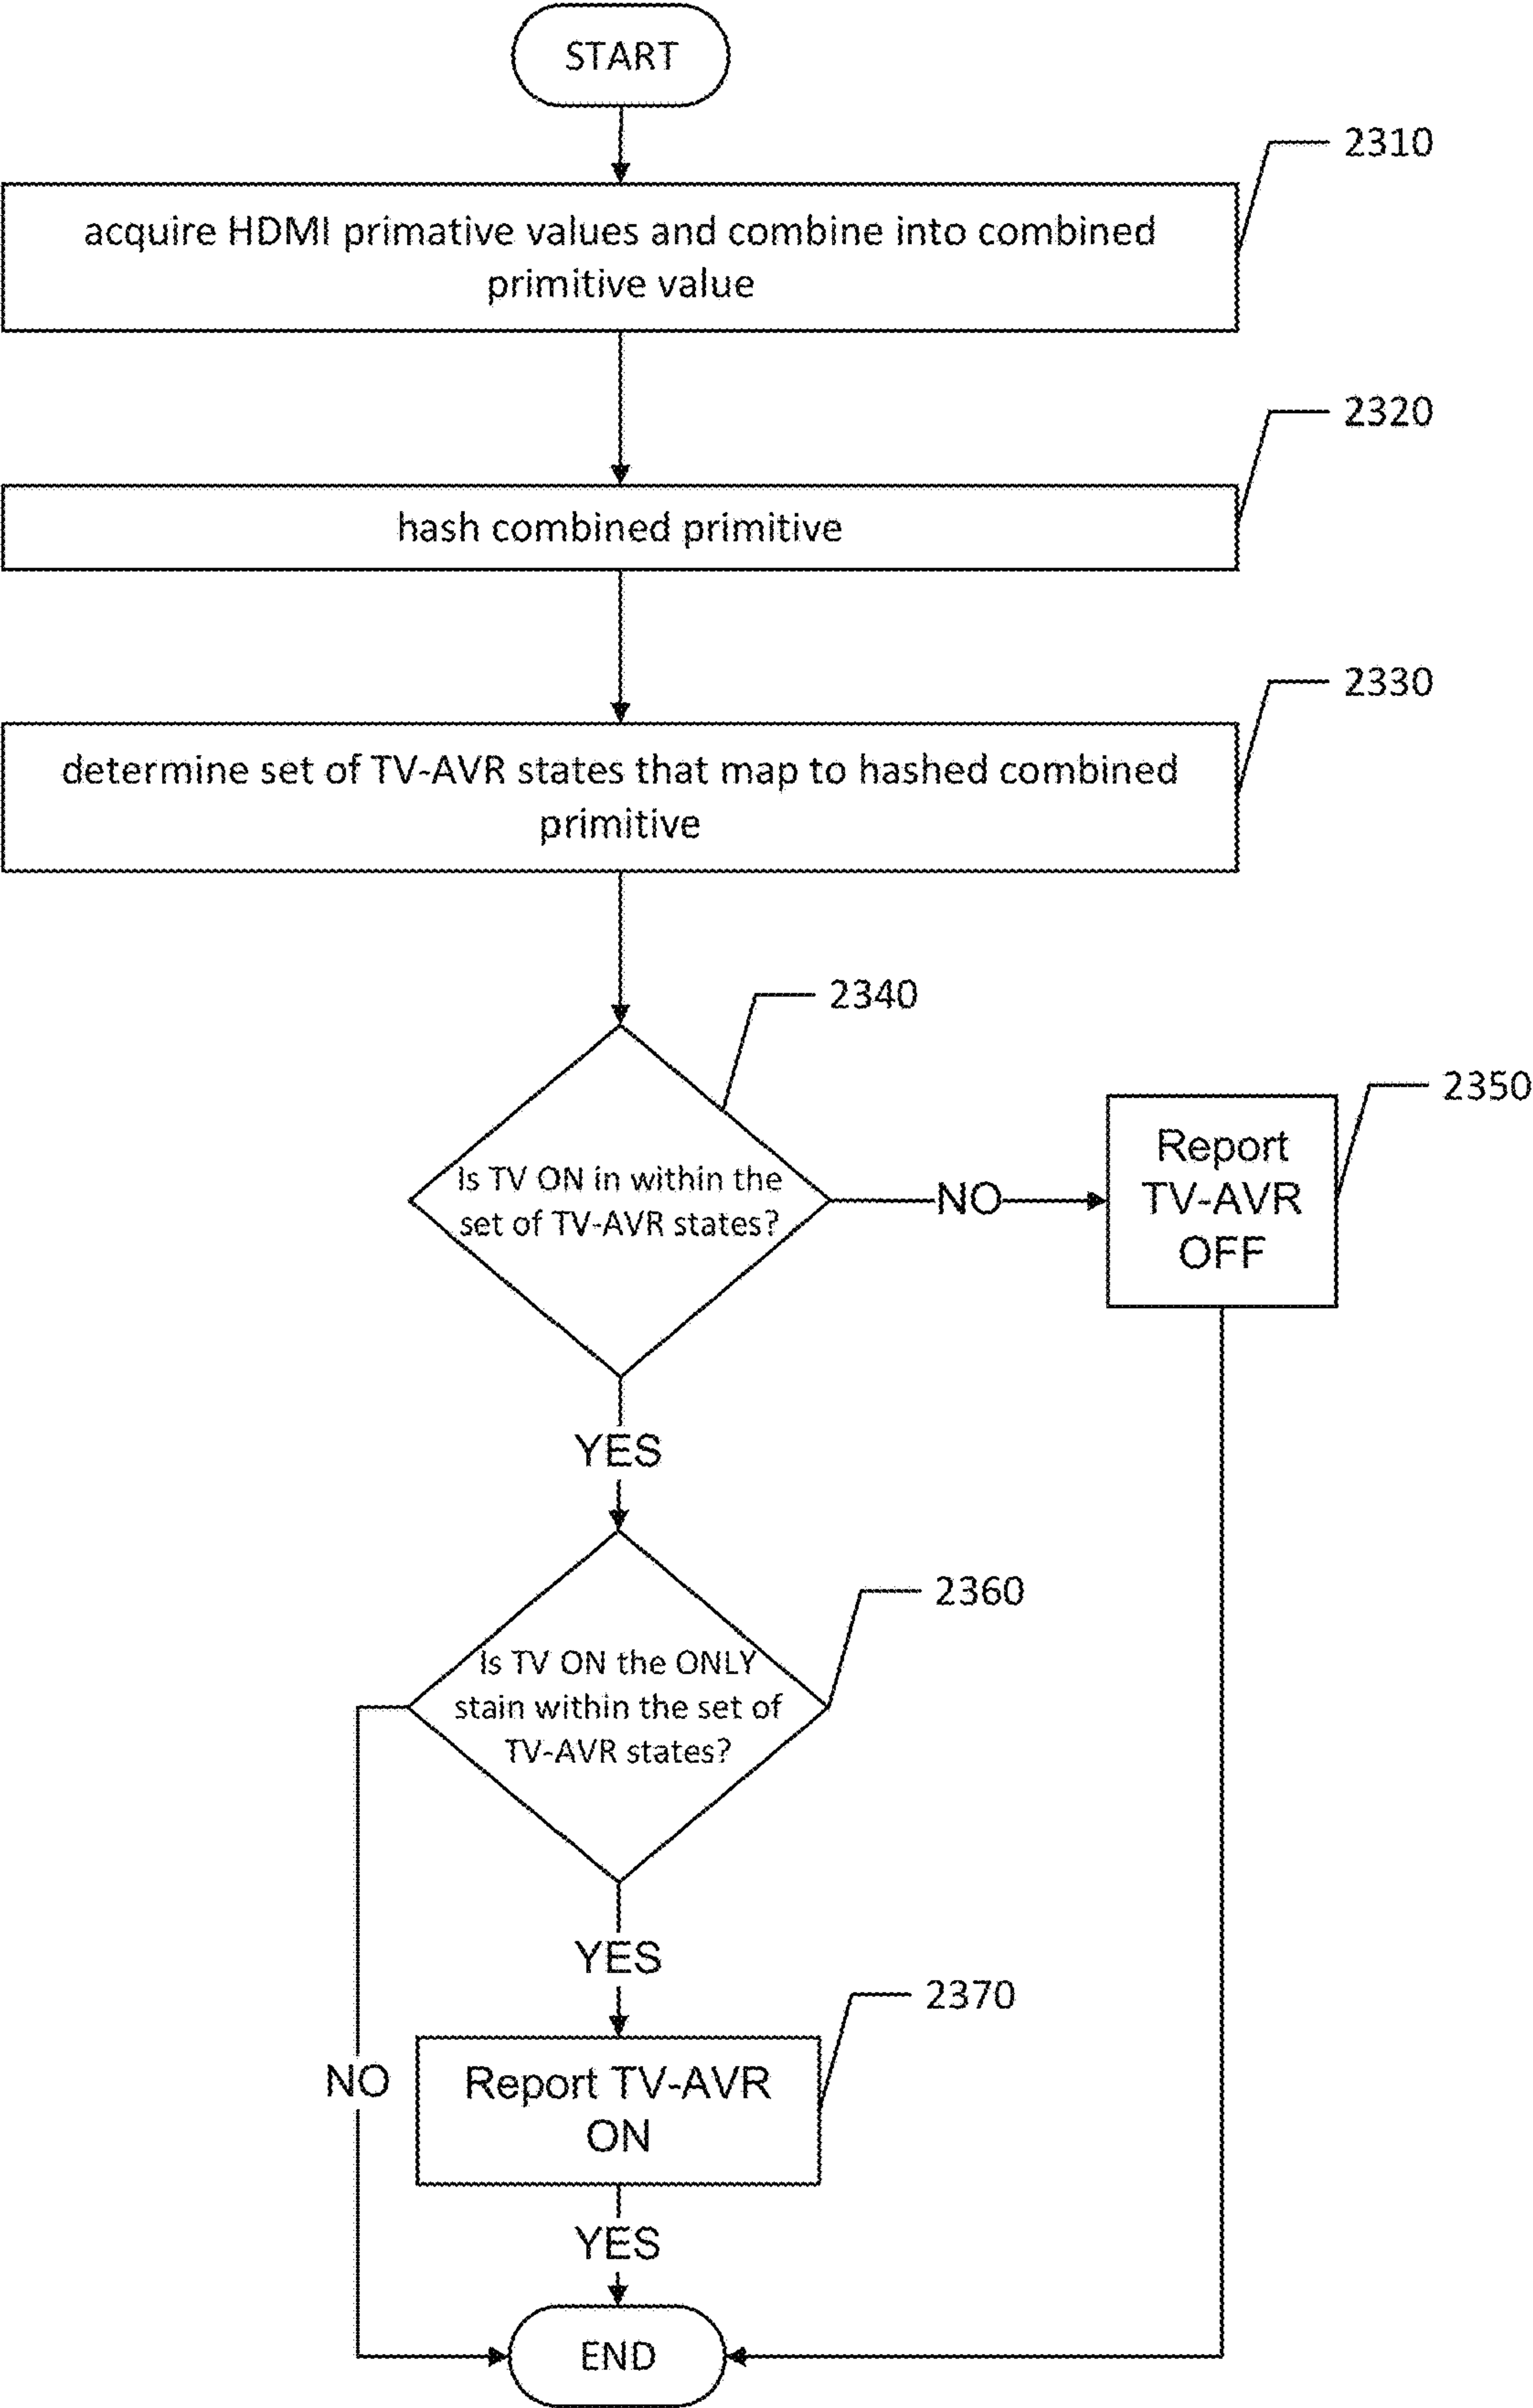 START
2310
acquire HDMI primative values and combine into combined
primitive value
2320
hash combined primitive
2330
determine set of TV-AVR states that map to hashed combined
primitive
2340
Is TV ON in within the
set of TV-AVR states?
NO
2350
Report
TV-AVR
OFF
YES
2360
Is TV ON the ONLY
stain within the set of
TV-AVR states?
YES
2370
NO
Report TV-AVR
ON
YES
END